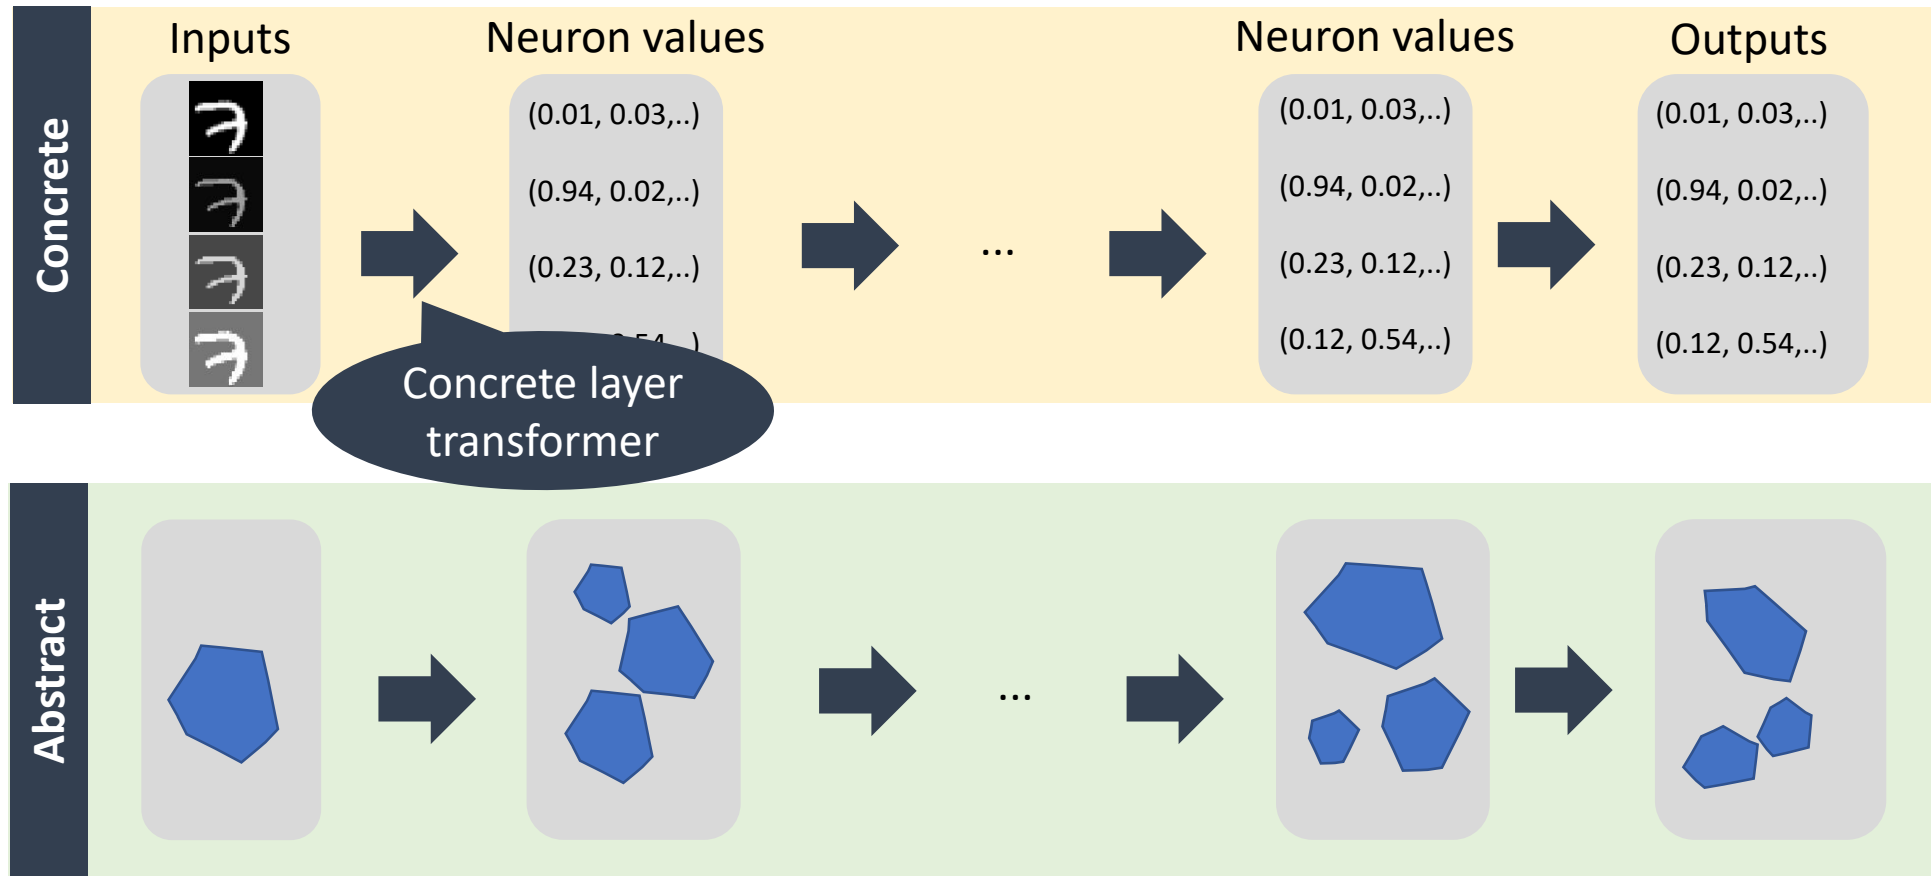 Concrete
Inputs
Neuron values
Neuron values
Outputs
(0.01, 0.03,..)
(0.94, 0.02,..)
(0.23, 0.12,..)
(0.01, 0.03,..)
(0.94, 0.02,..)
(0.23, 0.12,..)
(0.12, 0.54,..)
(0.01, 0.03,..)
(0.94, 0.02,..)
(0.23, 0.12,..)
(0.12, 0.54,..)
...
Concrete layer
transformer
Abstract
...